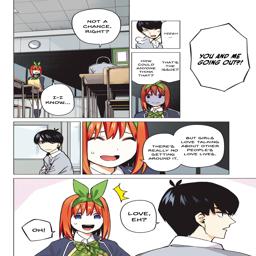 YOU AND ME
GOING OUT?!
YEESH...
THAT'S
THE
ISSUE?
HOW
COULD
ANYONE
THINK
THAT?
NOT A
CHANCE,
RIGHT?
I-I
KNOW...
BUT GIRLS
LOVE TALKING
ABOUT OTHER
PEOPLE'S
LOVE LIVES.
THERE'S
REALLY NO
GETTING
AROUND IT.
LOVE,
EH?
OH!